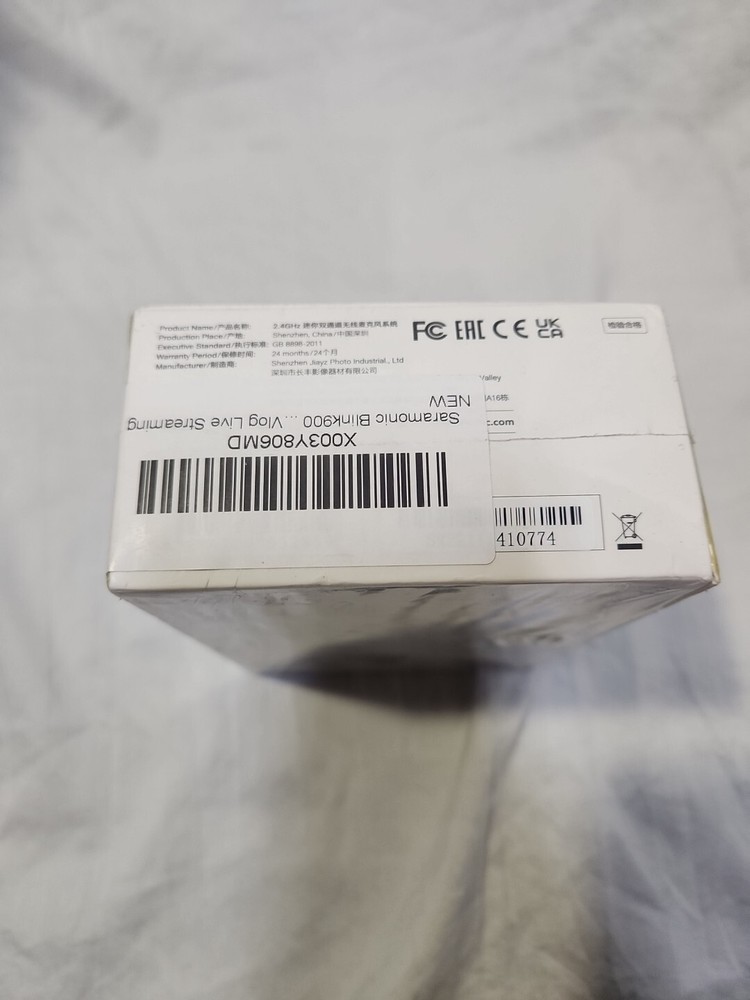 Product Name/产品名称: 2.4GHz 迷你双通道无线麦克风系统
Production Place/产地: Shenzhen, China/中国深圳
Executive Standard/执行标准: GB 8898-2011
Warranty Period/保修时间: 24 months/24个月
Manufacturer/制造商: Shenzhen Jiayz Photo Industrial., Ltd
深圳市长丰影像器材有限公司
FC EAC CE UK CA
检验合格
Valley
A16栋
c.com
X003Y806MD
Saramonic Blink900 ... Vlog Live Streaming
NEW
410774